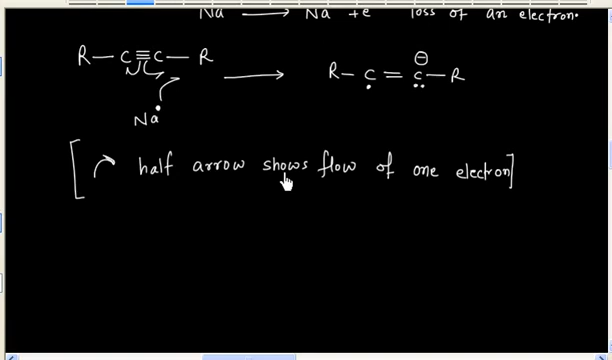 Na ⟶ Na + e loss of an electron.
R — C ≡ C — R ⟶ R — C = C — R
⊖
Na
[ half arrow shows flow of one electron ]